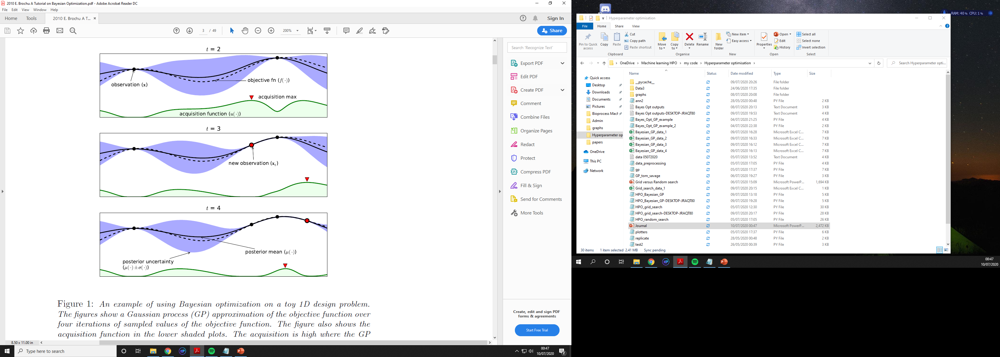 2010 E. Brochu A Tutorial on Bayesian Optimization.pdf - Adobe Acrobat Reader DC
File Edit View Window Help
Home Tools 2010 E. Brochu A T... × Sign In
3 / 49 200% Share
t = 2
observation (x)
objective fn (f(·))
acquisition max
acquisition function (u(·))
t = 3
new observation (xₜ)
t = 4
posterior mean (μ(·))
posterior uncertainty
(μ(·)±σ(·))
Figure 1: An example of using Bayesian optimization on a toy 1D design problem.
The figures show a Gaussian process (GP) approximation of the objective function over
four iterations of sampled values of the objective function. The figure also shows the
acquisition function in the lower shaded plots. The acquisition is high where the GP
8.50 x 11.00 in
Search 'Recognize Text'
Export PDF
Edit PDF
Create PDF
Comment
Combine Files
Organize Pages
Redact
Protect
Compress PDF
Fill & Sign
Send for Comments
More Tools
Create, edit and sign PDF
forms & agreements
Start Free Trial
Type here to search
00:47
10/07/2020
2
RAM: 40% CPU: 1%
Hyperparameter optimisation
File Home Share View
Pin to Quick
access
Copy
Paste
Cut
Copy path
Paste shortcut
Clipboard
Move
to
Copy
to
Delete
Rename
Organise
New
folder
New item
Easy access
New
Properties
Open
Edit
History
Open
Select all
Select none
Invert selection
Select
OneDrive › Machine learning HPO › my code › Hyperparameter optimisation ›
Search Hyperparameter opti...
Quick access
Desktop
Downloads
Documents
Pictures
Bioprocess Mach
Admin
graphs
Hyperparameter op
papers
OneDrive
This PC
Network
Name Status Date modified Type Size
__pycache__ 09/07/2020 20:26 File folder
Data3 24/06/2020 17:35 File folder
graphs 08/07/2020 20:08 File folder
ann2 28/05/2020 00:48 PY File 2 KB
Bayes Opt outputs 08/07/2020 20:13 Text Document 3 KB
Bayes Opt outputs-DESKTOP-JRAQT80 09/07/2020 19:53 Text Document 4 KB
Bayes_Opt_GP_example 04/07/2020 21:25 PY File 4 KB
Bayes_Opt_GP_example_2 04/07/2020 22:38 PY File 2 KB
Bayesian_GP_data_1 09/07/2020 16:28 Microsoft Excel C... 7 KB
Bayesian_GP_data_2 09/07/2020 16:33 Microsoft Excel C... 7 KB
Bayesian_GP_data_3 09/07/2020 16:12 Microsoft Excel C... 7 KB
Bayesian_GP_data_4 09/07/2020 16:13 Microsoft Excel C... 7 KB
data 05072020 05/07/2020 13:52 Text Document 4 KB
data_preprocessing 05/07/2020 17:05 PY File 4 KB
gp 05/07/2020 17:37 PY File 7 KB
GP_tom_savage 06/07/2020 19:27 PY File 3 KB
Grid versus Random search 06/07/2020 15:09 Microsoft PowerP... 1,694 KB
Grid_search_data_1 09/07/2020 20:15 Microsoft Excel C... 1 KB
HPO_Bayesian_GP 09/07/2020 13:18 PY File 5 KB
HPO_Bayesian_GP-DESKTOP-JRAQT80 09/07/2020 19:28 PY File 5 KB
HPO_grid_search 05/07/2020 12:30 PY File 30 KB
HPO_grid_search-DESKTOP-JRAQT80 09/07/2020 20:17 PY File 28 KB
HPO_random_search 05/07/2020 17:05 PY File 26 KB
Journal 10/07/2020 00:47 Microsoft PowerP... 2,472 KB
plotters 05/07/2020 17:37 PY File 6 KB
replicate 28/05/2020 00:48 PY File 2 KB
test2 26/05/2020 00:39 PY File 3 KB
30 items 1 item selected 2.41 MB Sync pending
00:47
10/07/2020